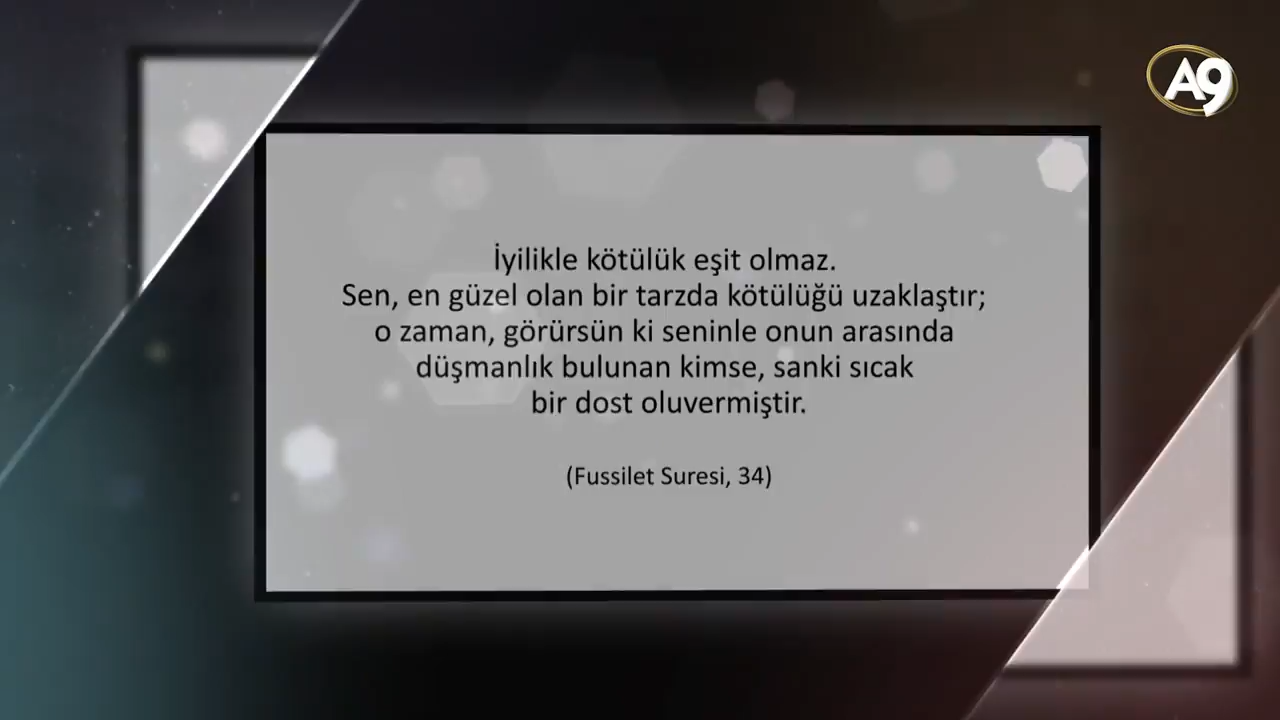 A9
İyilikle kötülük eşit olmaz.
Sen, en güzel olan bir tarzda kötülüğü uzaklaştır;
o zaman, görürsün ki seninle onun arasında
düşmanlık bulunan kimse, sanki sıcak
bir dost oluvermiştir.
(Fussilet Suresi, 34)